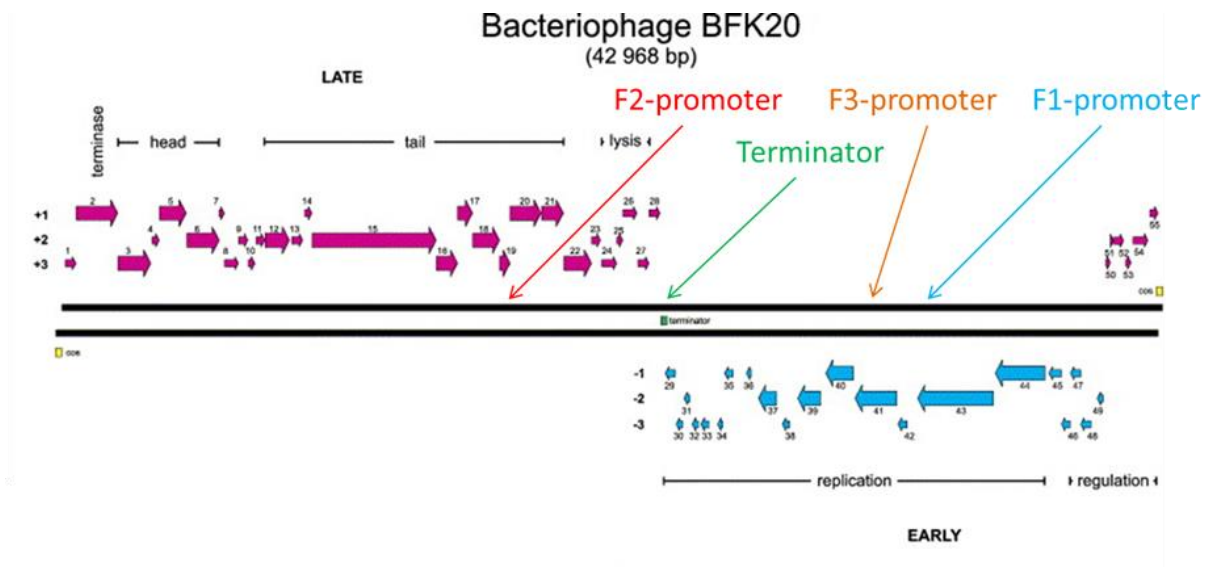 Bacteriophage BFK20
(42 968 bp)
LATE
F2-promoter F3-promoter F1-promoter
Terminator
terminase head tail lysis
+1 2 5 7 14 17 20 21 26 28 55
+2 4 6 9 11 12 13 15 18 23 25 51 52 54
+3 1 3 8 10 16 19 22 24 27 50 53
cos
terminator
cos
-1 29 35 36 40 44 45 47
-2 31 37 39 41 43 49
-3 30 32 33 34 38 42 46 48
replication regulation
EARLY